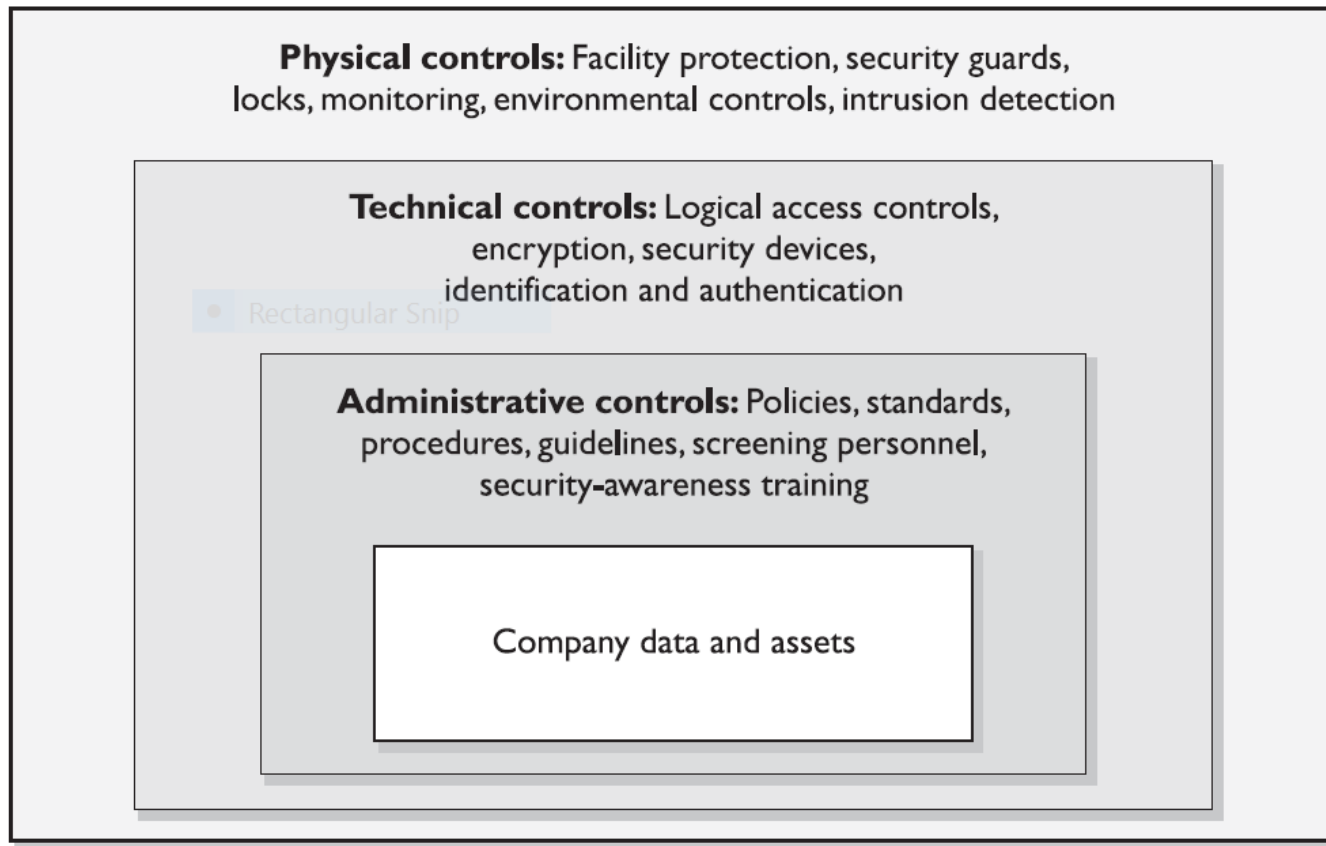 Physical controls: Facility protection, security guards,
locks, monitoring, environmental controls, intrusion detection
Technical controls: Logical access controls,
encryption, security devices,
identification and authentication
Rectangular Snip
Administrative controls: Policies, standards,
procedures, guidelines, screening personnel,
security-awareness training
Company data and assets